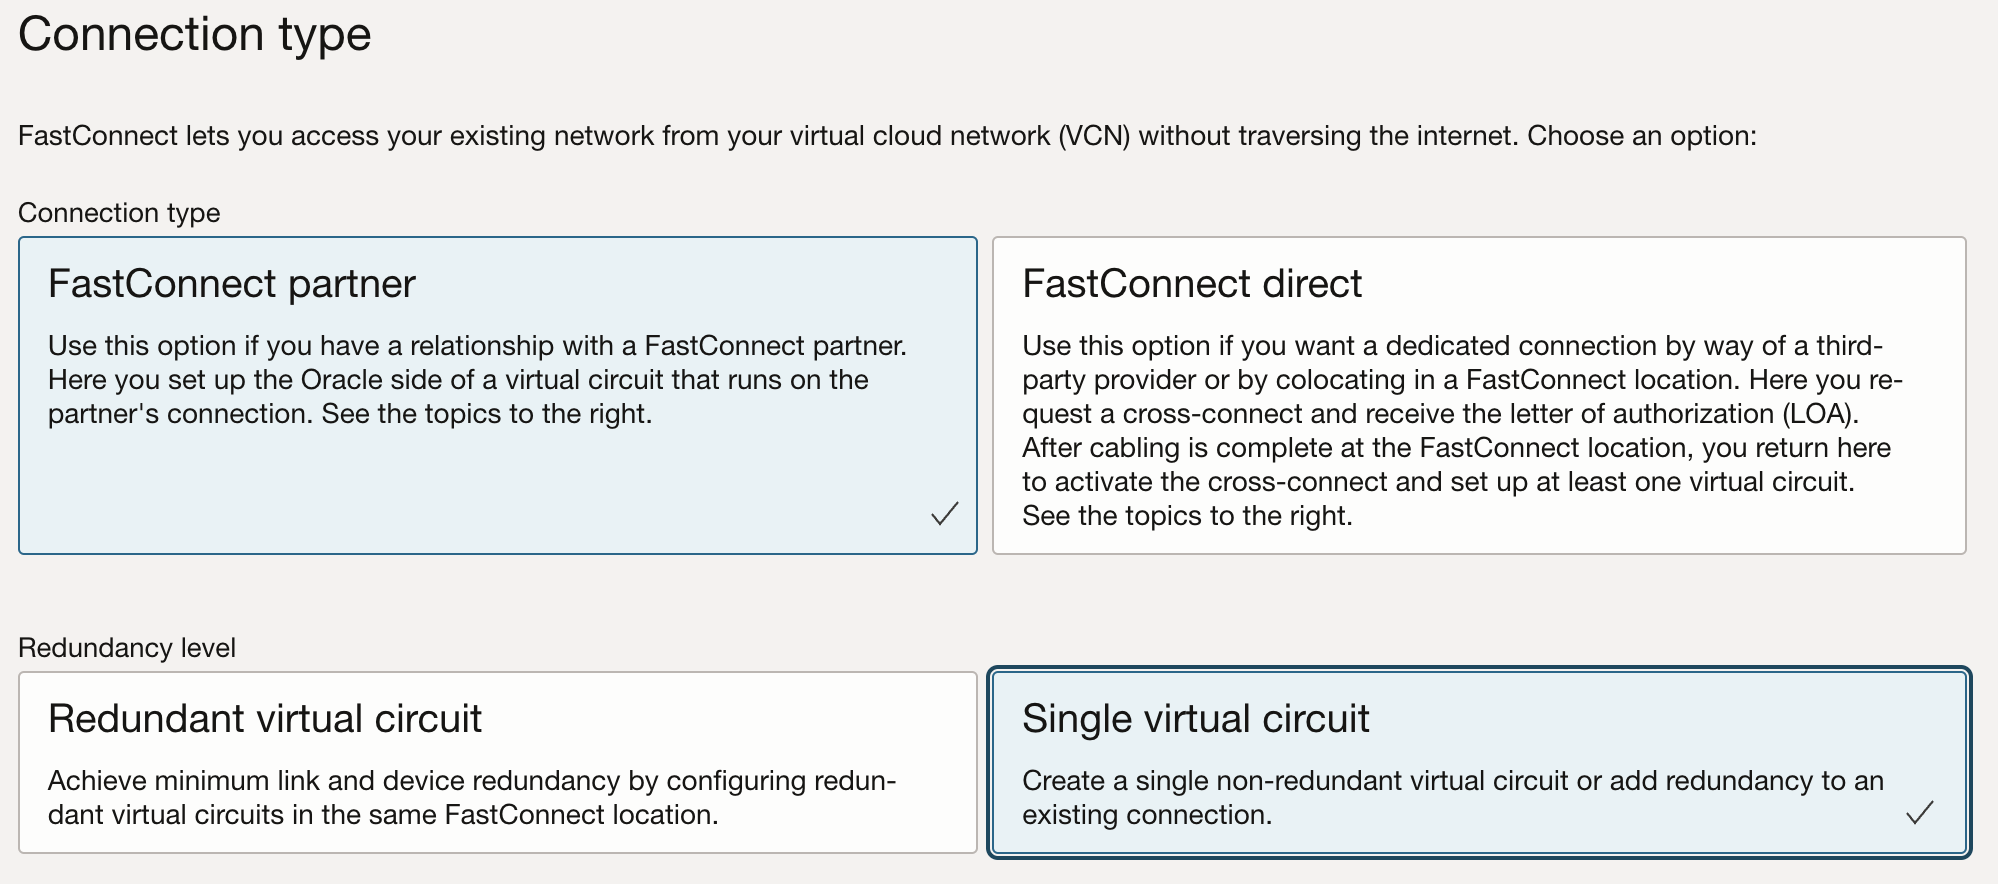 Connection type
FastConnect lets you access your existing network from your virtual cloud network (VCN) without traversing the internet. Choose an option:
Connection type
FastConnect partner
Use this option if you have a relationship with a FastConnect partner.
Here you set up the Oracle side of a virtual circuit that runs on the
partner's connection. See the topics to the right.
FastConnect direct
Use this option if you want a dedicated connection by way of a third-
party provider or by colocating in a FastConnect location. Here you re-
quest a cross-connect and receive the letter of authorization (LOA).
After cabling is complete at the FastConnect location, you return here
to activate the cross-connect and set up at least one virtual circuit.
See the topics to the right.
Redundancy level
Redundant virtual circuit
Achieve minimum link and device redundancy by configuring redun-
dant virtual circuits in the same FastConnect location.
Single virtual circuit
Create a single non-redundant virtual circuit or add redundancy to an
existing connection.